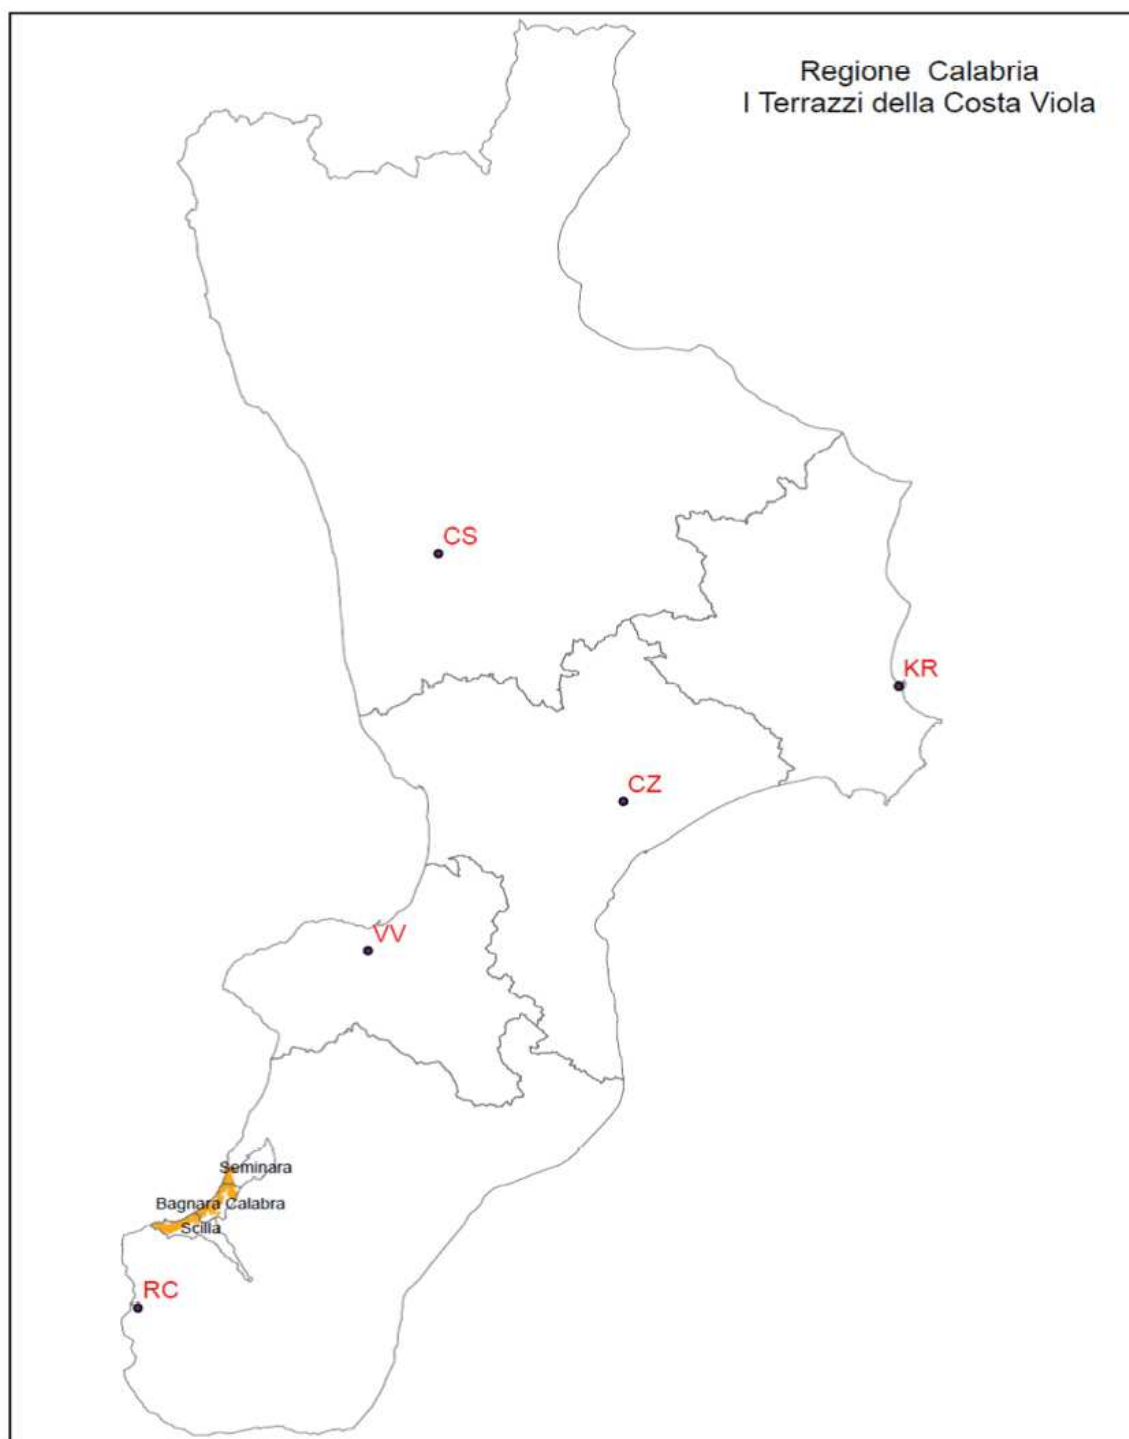 Regione Calabria
I Terrazzi della Costa Viola
CS
KR
CZ
VV
Seminara
Bagnara Calabra
Scilla
RC